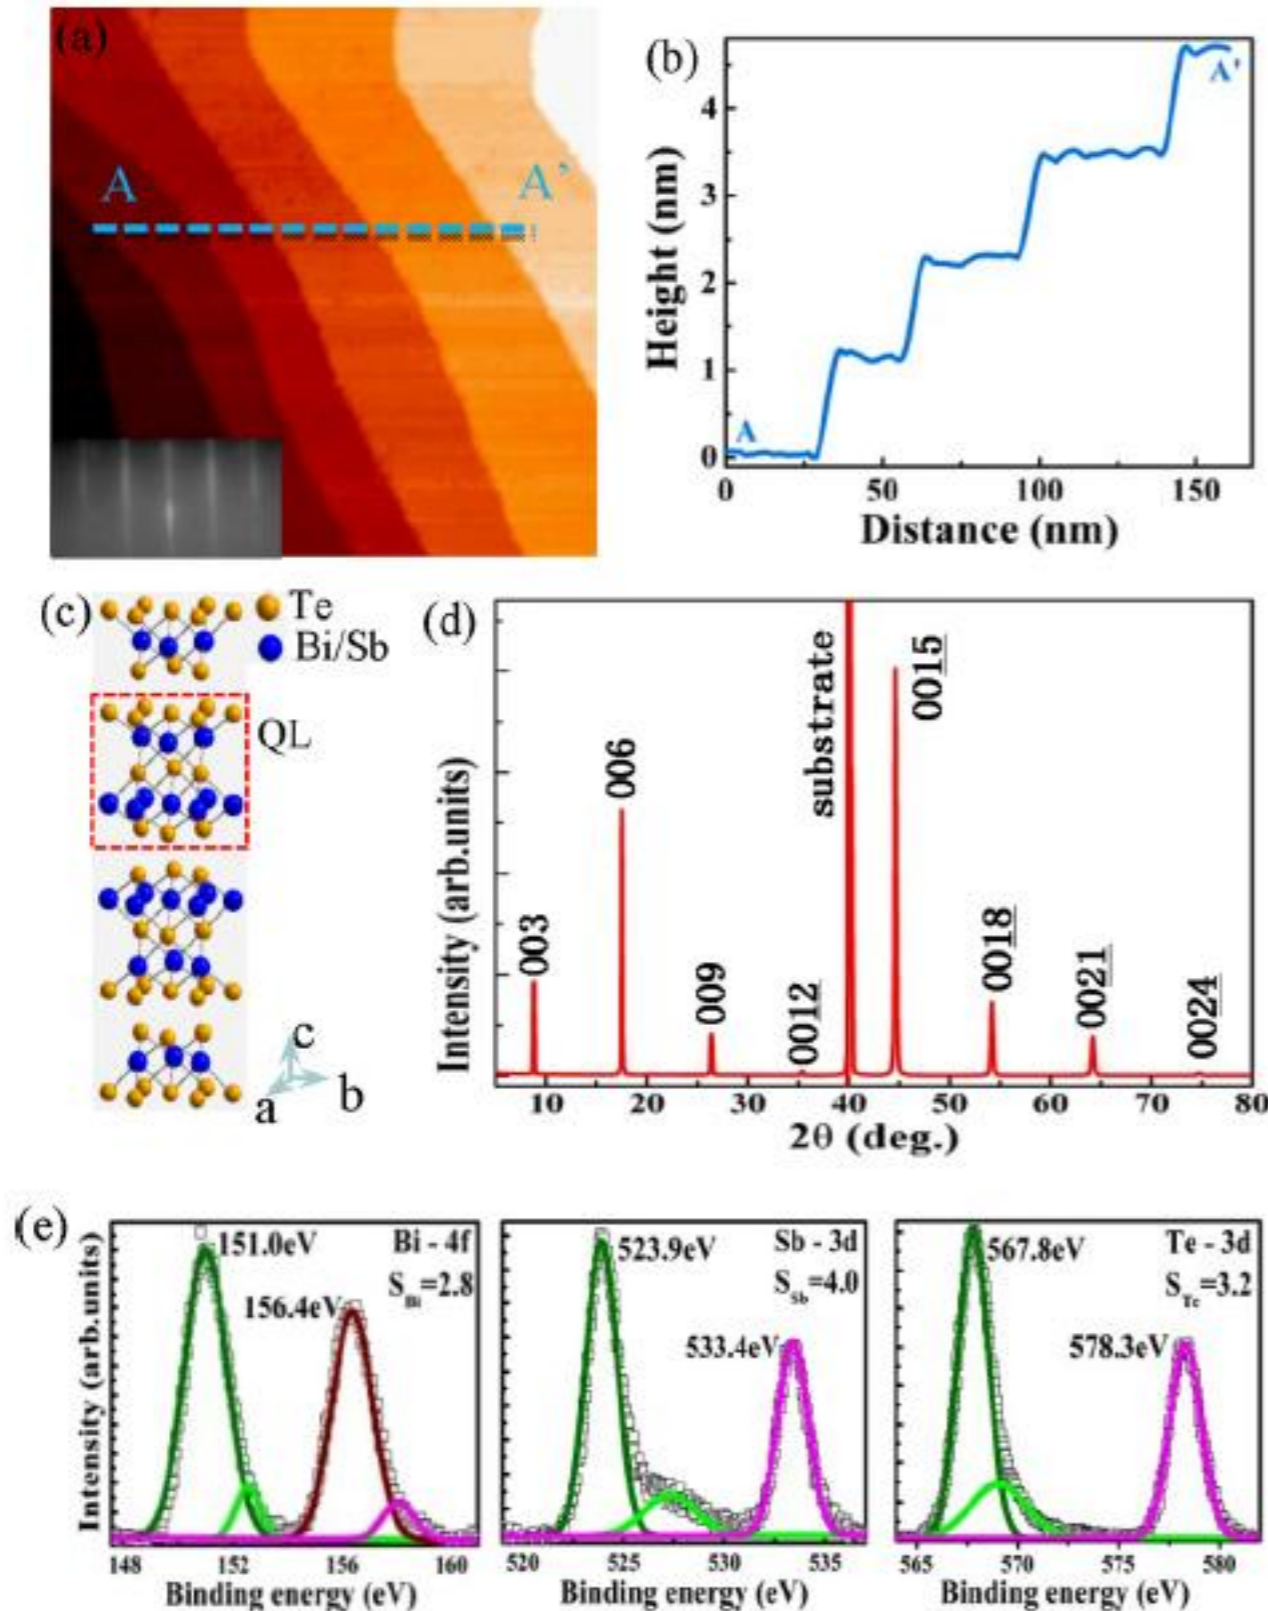 (a)
A
A'
(b)
Height (nm)
4
3
2
1
0
A
A'
0
50
100
150
Distance (nm)
(c)
Te
Bi/Sb
QL
c
a
b
(d)
Intensity (arb.units)
003
006
009
0012
substrate
0015
0018
0021
0024
10
20
30
40
50
60
70
80
2θ (deg.)
(e)
Intensity (arb.units)
151.0eV
Bi - 4f
S_Bi=2.8
156.4eV
148
152
156
160
Binding energy (eV)
523.9eV
Sb - 3d
S_Sb=4.0
533.4eV
520
525
530
535
Binding energy (eV)
567.8eV
Te - 3d
S_Te=3.2
578.3eV
565
570
575
580
Binding energy (eV)